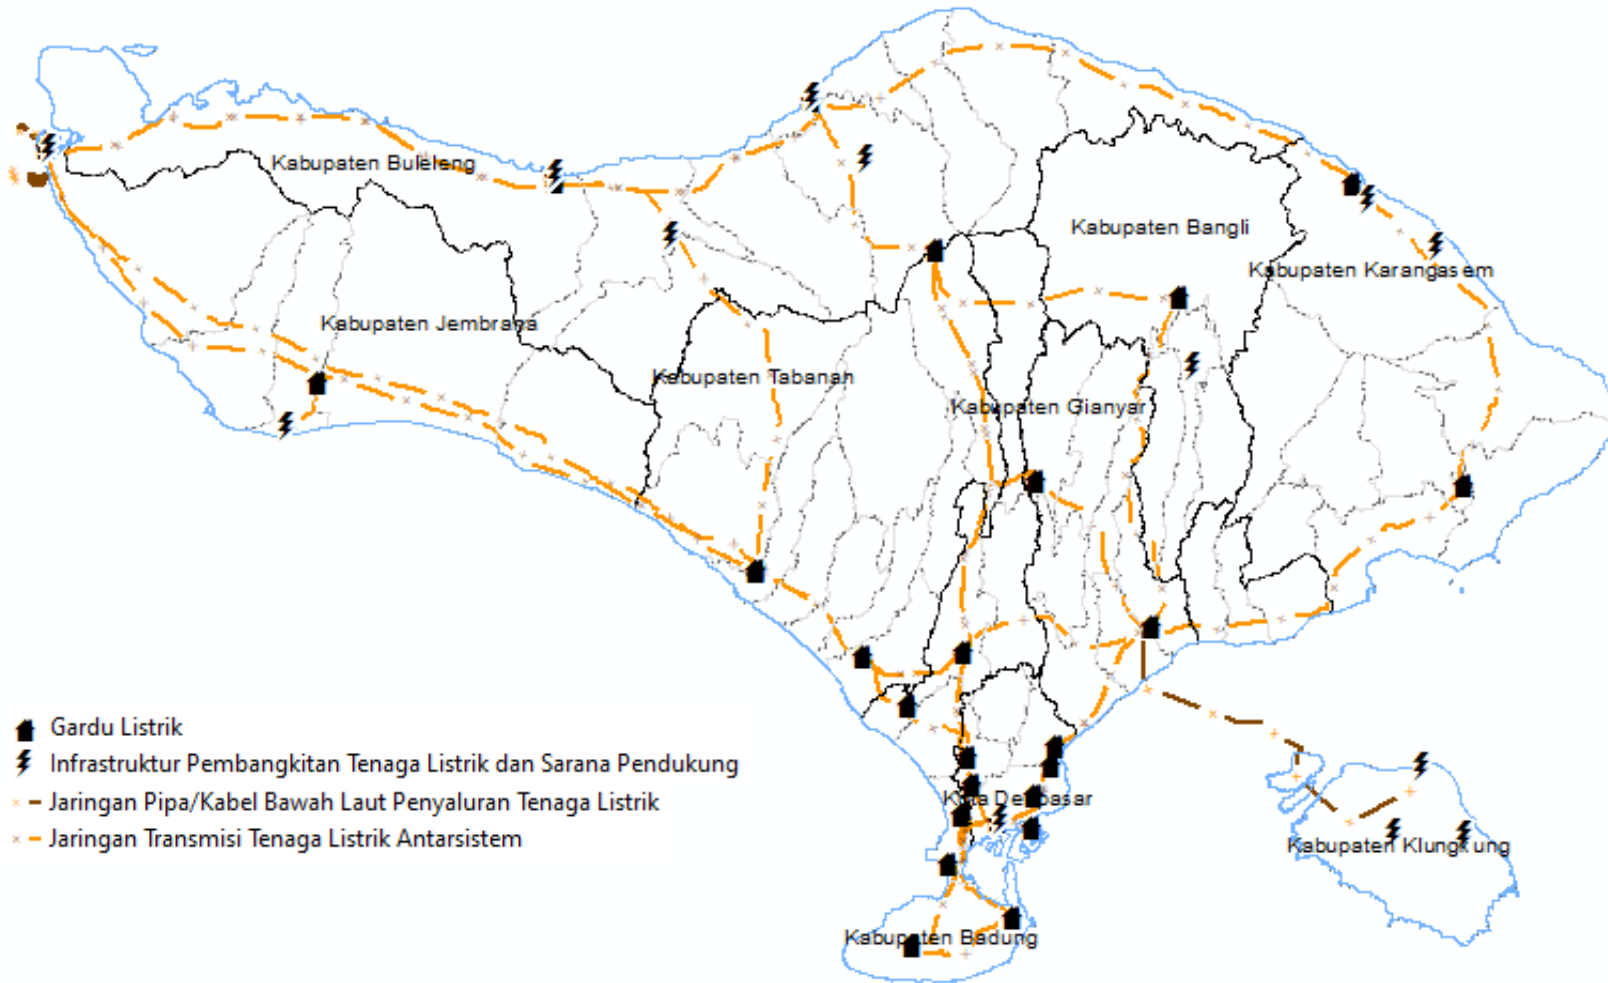 Kabupaten Buleleng
Kabupaten Bangli
Kabupaten Karangasem
Kabupaten Jembrana
Kabupaten Tabanan
Kabupaten Gianyar
Gardu Listrik
Infrastruktur Pembangkitan Tenaga Listrik dan Sarana Pendukung
Jaringan Pipa/Kabel Bawah Laut Penyaluran Tenaga Listrik
Kota Denpasar
Jaringan Transmisi Tenaga Listrik Antarsistem
Kabupaten Klungkung
Kabupaten Badung